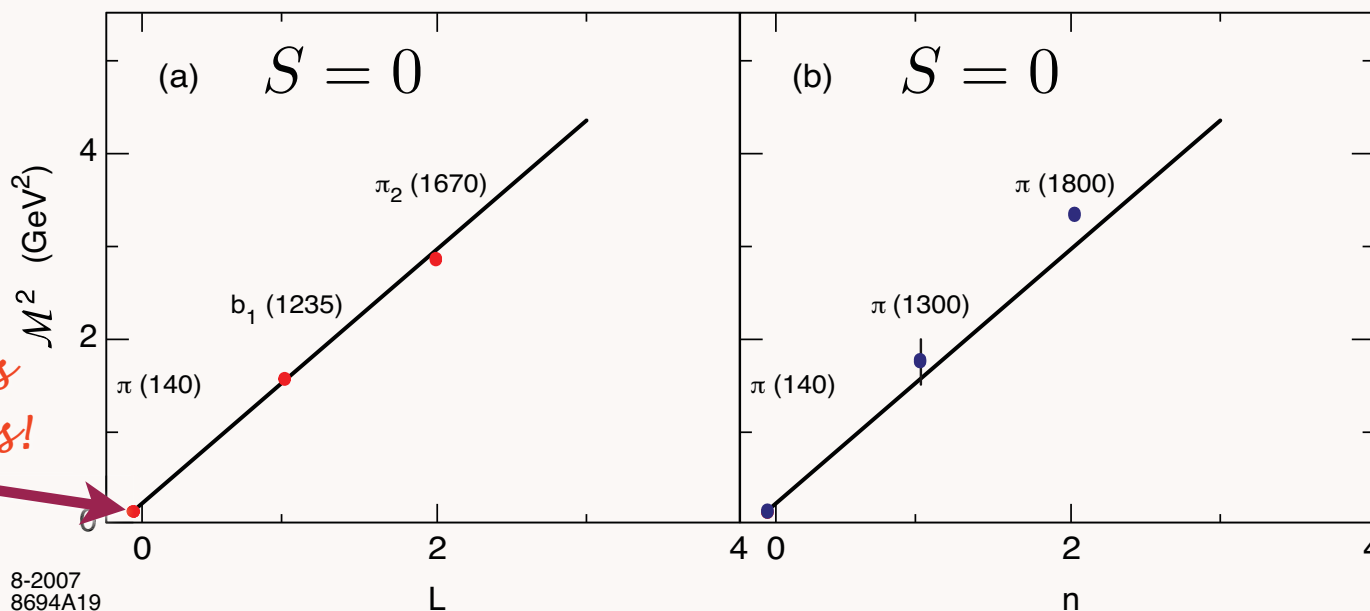 (a) S = 0
(b) S = 0
4
π2 (1670)
π (1800)
M2 (GeV2)
b1 (1235)
π (1300)
2
π (140)
π (140)
s!
0
0 2 4
0 2 4
8-2007
8694A19
L
n